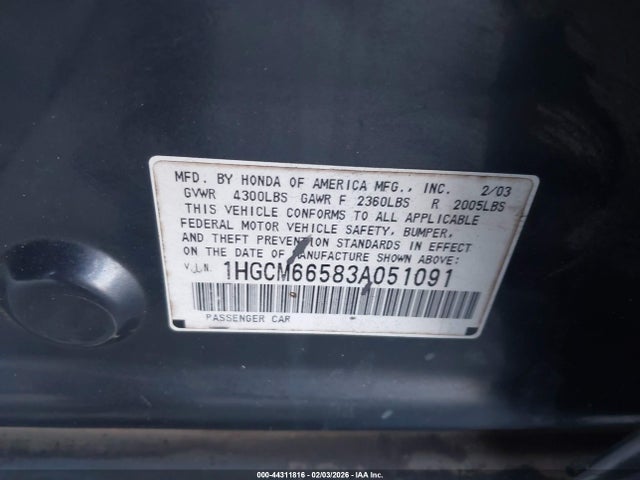 MFD. BY HONDA OF AMERICA MFG., INC. 2/03
GVWR 4300LBS GAWR F 2360LBS R 2005LBS
THIS VEHICLE CONFORMS TO ALL APPLICABLE
FEDERAL MOTOR VEHICLE SAFETY, BUMPER,
AND THEFT PREVENTION STANDARDS IN EFFECT
ON THE DATE OF MANUFACTURE SHOWN ABOVE:
V.I.N. 1HGCM66583A051091
PASSENGER CAR
000-44311816 - 02/03/2026 - IAA Inc.